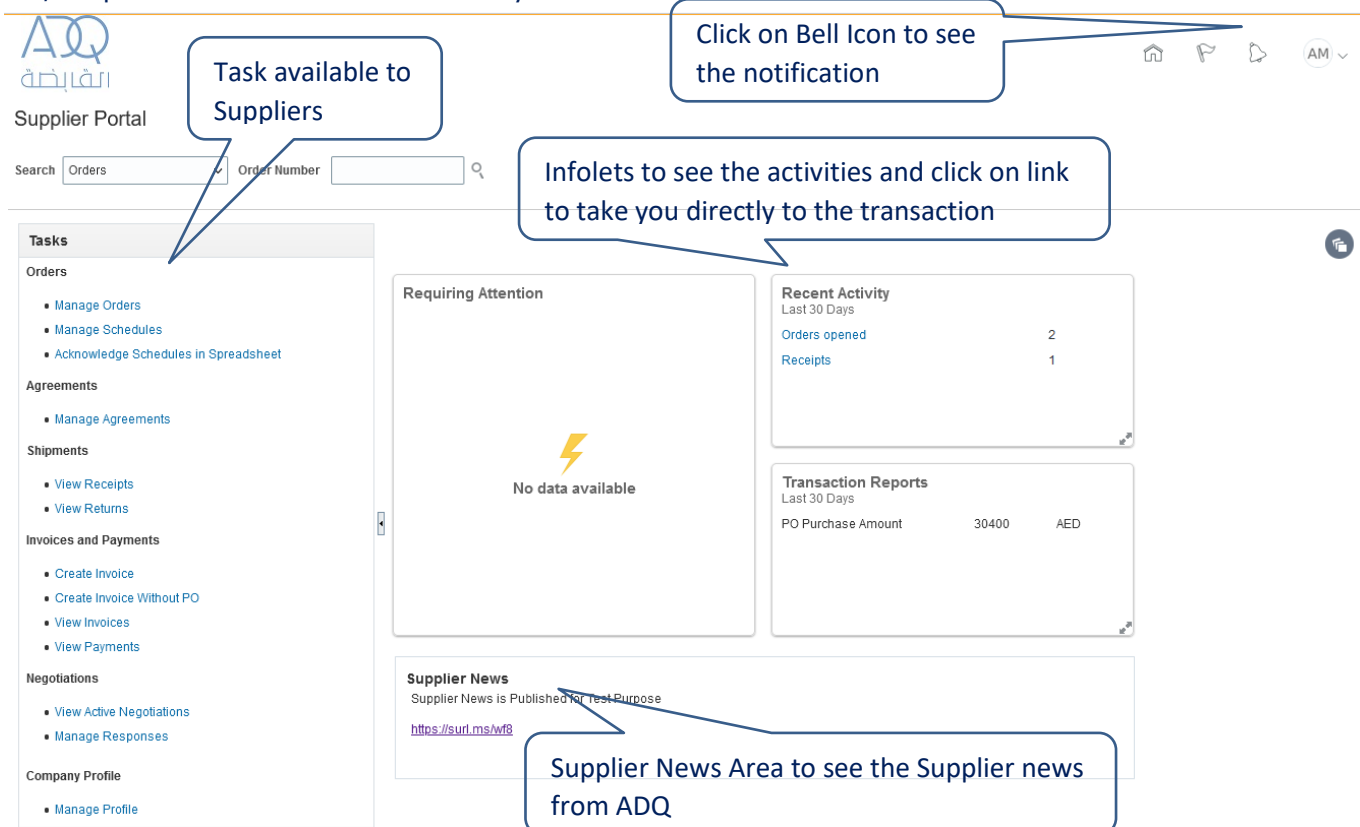 ADQ
القابضة
Supplier Portal
Task available to
Suppliers
Click on Bell Icon to see
the notification
AM
Search Orders Order Number
Infolets to see the activities and click on link
to take you directly to the transaction
Tasks
Orders
Manage Orders
Manage Schedules
Acknowledge Schedules in Spreadsheet
Agreements
Manage Agreements
Shipments
View Receipts
View Returns
Invoices and Payments
Create Invoice
Create Invoice Without PO
View Invoices
View Payments
Negotiations
View Active Negotiations
Manage Responses
Company Profile
Manage Profile
Requiring Attention
No data available
Recent Activity
Last 30 Days
Orders opened 2
Receipts 1
Transaction Reports
Last 30 Days
PO Purchase Amount 30400 AED
Supplier News
Supplier News is Published for Test Purpose
https://surl.ms/wf8
Supplier News Area to see the Supplier news
from ADQ